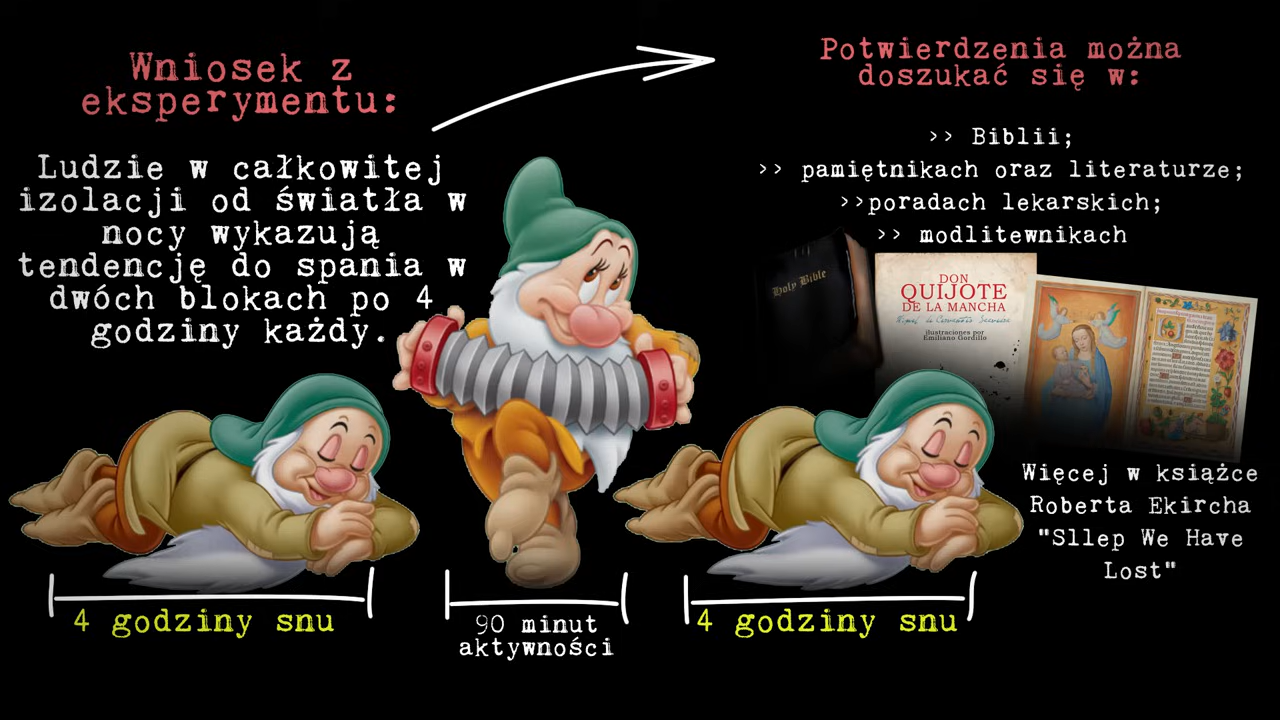 Wniosek z
eksperymentu:
Ludzie w całkowitej
izolacji od światła w
nocy wykazują
tendencję do spania w
dwóch blokach po 4
godziny każdy.
Potwierdzenia można
doszukać się w:
>> Biblii;
>> pamiętnikach oraz literaturze;
>>poradach lekarskich;
>> modlitewnikach
Holy Bible
DON
QUIJOTE
DE LA MANCHA
ilustraciones por
Emiliano Gordillo
Więcej w książce
Roberta Ekircha
"Sllep We Have
Lost"
4 godziny snu
90 minut
aktywności
4 godziny snu